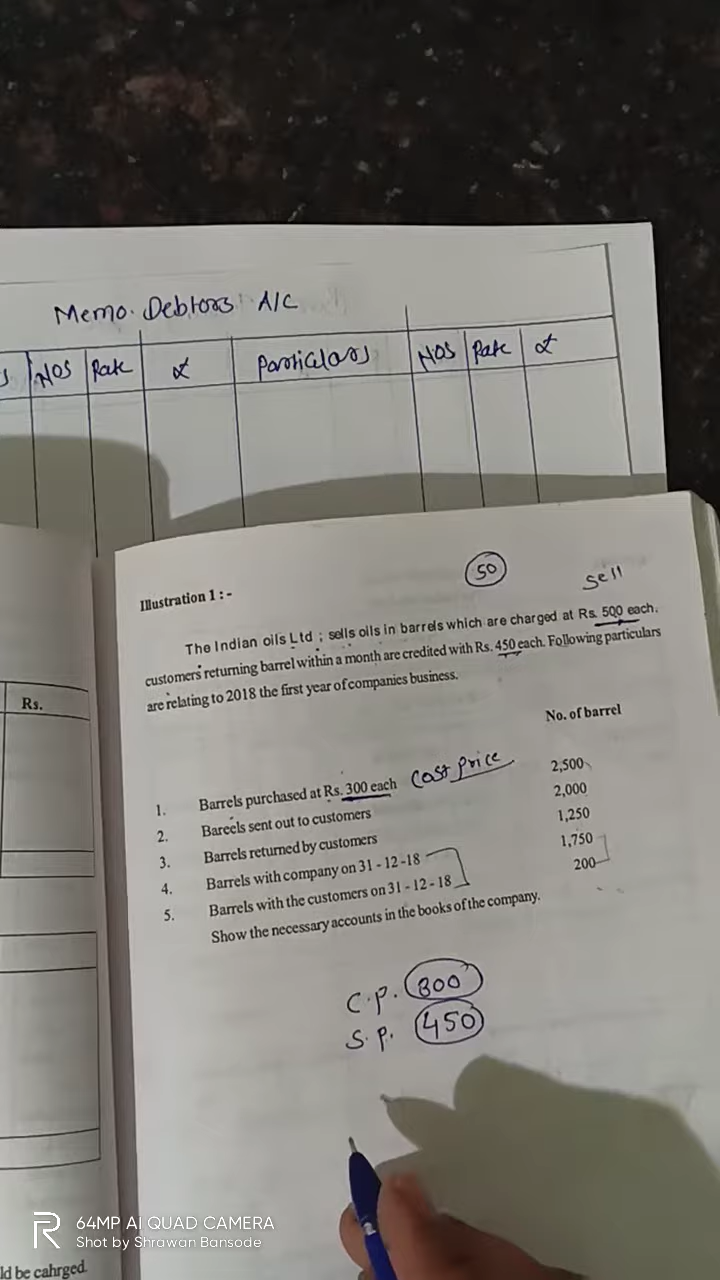 Memo. Debtors A/C
s NOS Rate ₹ Particlars NOS Rate ₹
50
sell
Illustration 1 :-
The Indian oils Ltd ; sells oils in barrels which are charged at Rs. 500 each.
customers returning barrel within a month are credited with Rs. 450 each. Following particulars
are relating to 2018 the first year of companies business.
Rs.
No. of barrel
1. Barrels purchased at Rs. 300 each cost price 2,500
2. Bareels sent out to customers 2,000
3. Barrels returned by customers 1,250
4. Barrels with company on 31 - 12 -18 1,750
5. Barrels with the customers on 31 - 12 - 18 200
Show the necessary accounts in the books of the company.
C.P. 300
S.P. 450
R
64MP AI QUAD CAMERA
Shot by Shrawan Bansode
ld be cahrged.